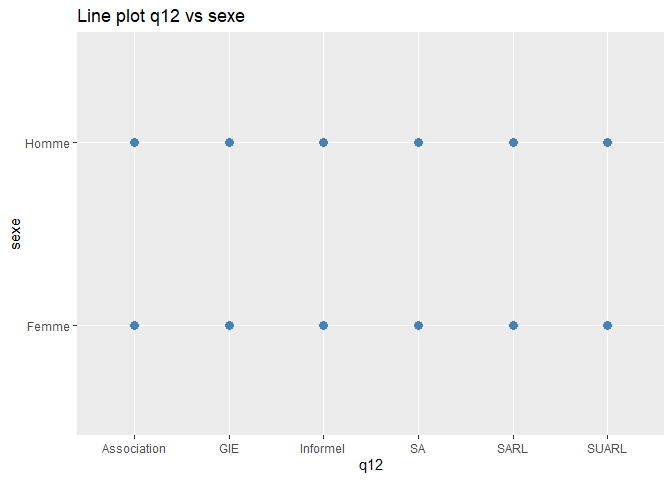 Line plot q12 vs sexe
Homme
sexe
Femme
Association GIE Informel SA SARL SUARL
q12